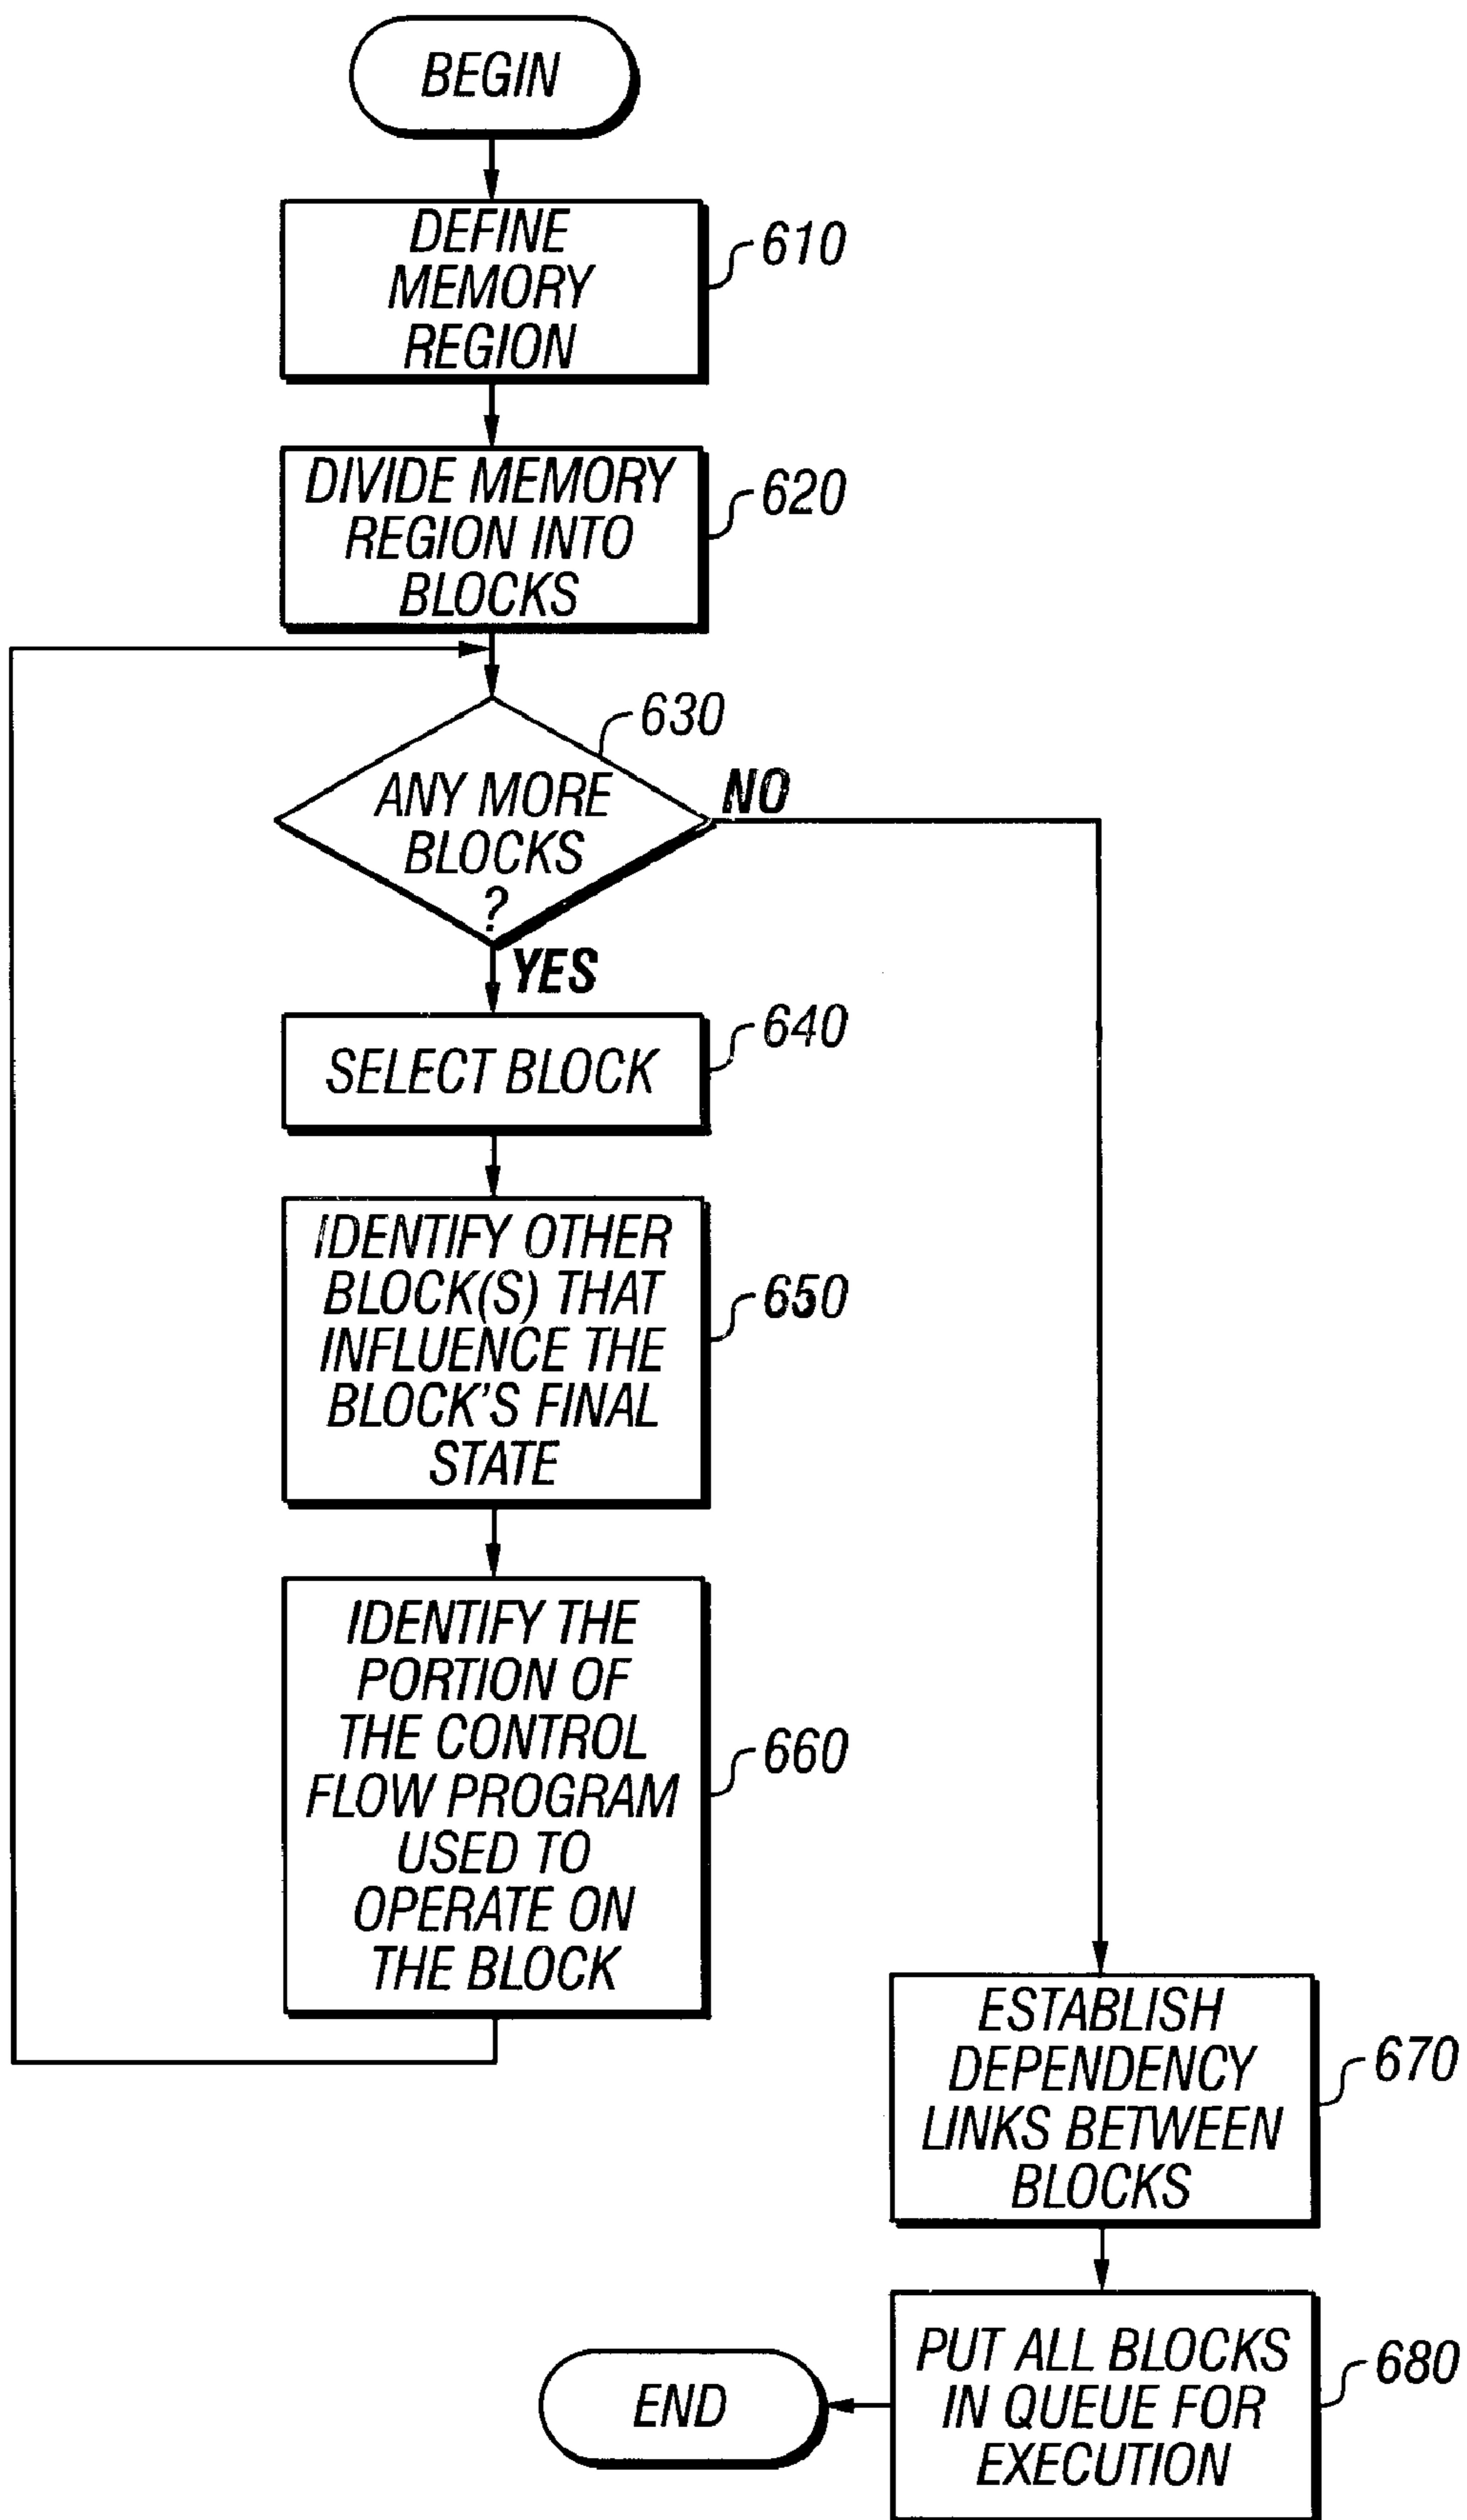 BEGIN
DEFINE
MEMORY
REGION
610
DIVIDE MEMORY
REGION INTO
BLOCKS
620
630
ANY MORE
BLOCKS
?
NO
YES
SELECT BLOCK
640
IDENTIFY OTHER
BLOCK(S) THAT
INFLUENCE THE
BLOCK'S FINAL
STATE
650
IDENTIFY THE
PORTION OF
THE CONTROL
FLOW PROGRAM
USED TO
OPERATE ON
THE BLOCK
660
ESTABLISH
DEPENDENCY
LINKS BETWEEN
BLOCKS
670
PUT ALL BLOCKS
IN QUEUE FOR
EXECUTION
680
END